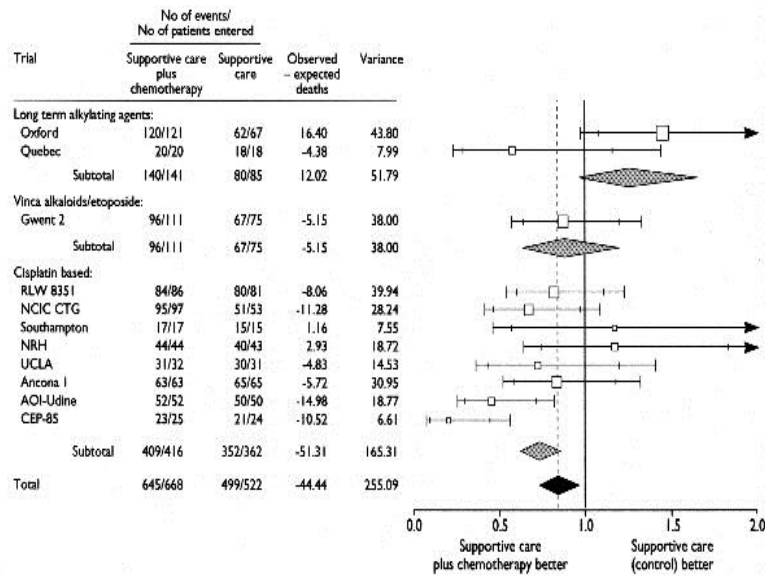 No of events/
No of patients entered
Trial Supportive care plus chemotherapy Supportive care Observed – expected deaths Variance
Long term alkylating agents:
Oxford 120/121 62/67 16.40 43.80
Quebec 20/20 18/18 -4.38 7.99
Subtotal 140/141 80/85 12.02 51.79
Vinca alkaloids/etoposide:
Gwent 2 96/111 67/75 -5.15 38.00
Subtotal 96/111 67/75 -5.15 38.00
Cisplatin based:
RLW 8351 84/86 80/81 -8.06 39.94
NCIC CTG 95/97 51/53 -11.28 28.24
Southampton 17/17 15/15 1.16 7.55
NRH 44/44 40/43 2.93 18.72
UCLA 31/32 30/31 -4.83 14.53
Ancona 1 63/63 65/65 -5.72 30.95
AOI-Udine 52/52 50/50 -14.98 18.77
CEP-85 23/25 21/24 -10.52 6.61
Subtotal 409/416 352/362 -51.31 165.31
Total 645/668 499/522 -44.44 255.09
0.0 0.5 1.0 1.5 2.0
Supportive care Supportive care
plus chemotherapy better (control) better